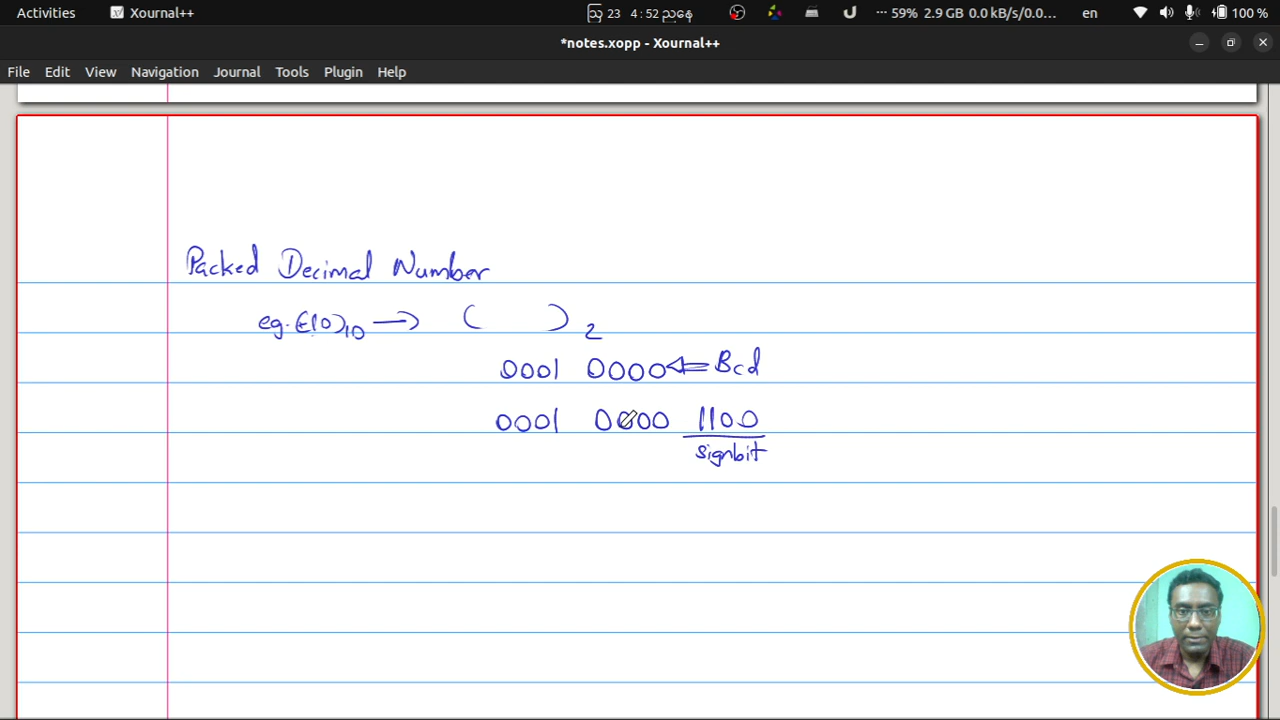 Activities Xournal++ ඔ 23 4 : 52 ප.ව. ··· 59% 2.9 GB 0.0 kB/s/0.0... en 100 %
*notes.xopp - Xournal++
File Edit View Navigation Journal Tools Plugin Help
Packed Decimal Number
eg. (10)10 → ( )2
0001 0000 ⇐ Bcd
0001 0000 1100
signbit